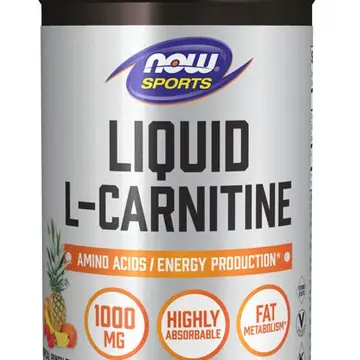 NOW
SPORTS
LIQUID
L-CARNITINE
AMINO ACIDS / ENERGY PRODUCTION*
1000
MG
HIGHLY
ABSORBABLE
FAT
METABOLISM*